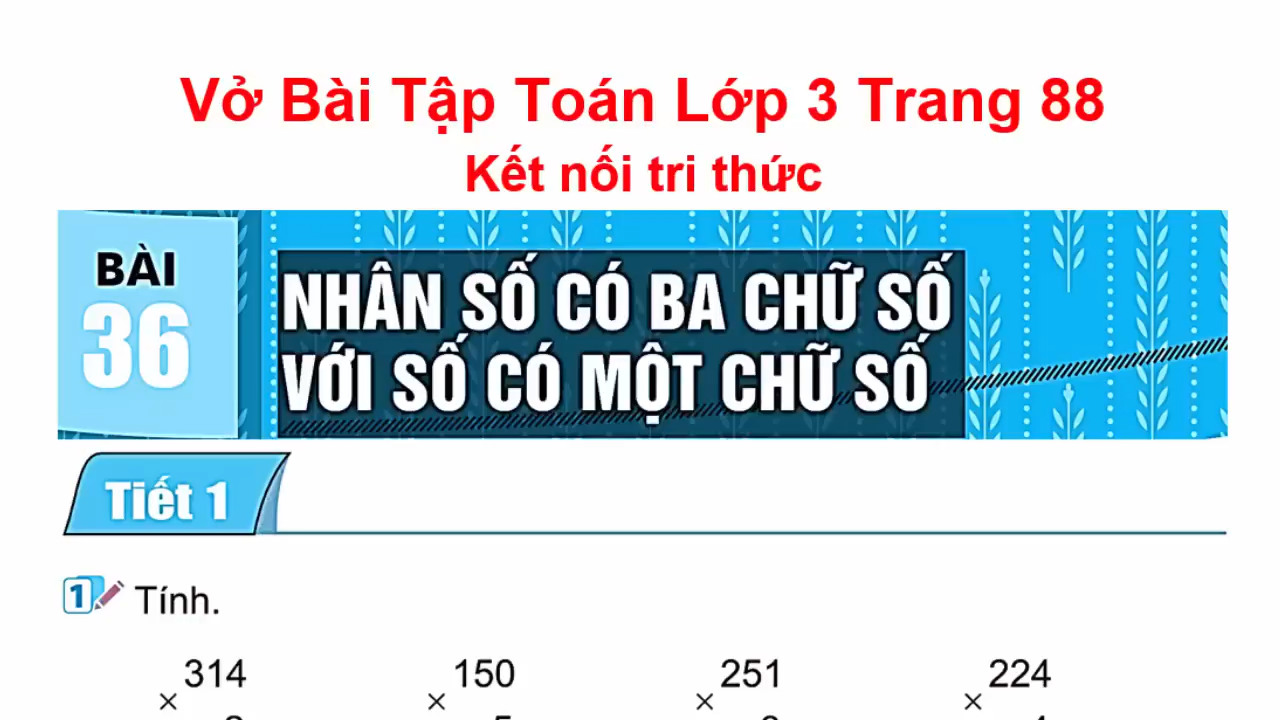 Vở Bài Tập Toán Lớp 3 Trang 88
Kết nối tri thức
BÀI
36
NHÂN SỐ CÓ BA CHỮ SỐ
VỚI SỐ CÓ MỘT CHỮ SỐ
Tiết 1
1 Tính.
314 150 251 224
× × × ×